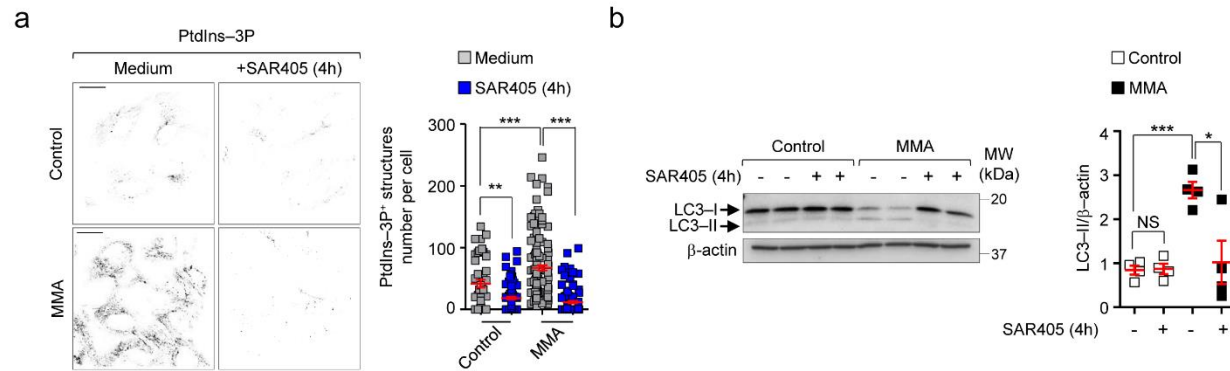 a
PtdIns–3P
Medium
+SAR405 (4h)
Control
MMA
Medium
SAR405 (4h)
PtdIns–3P⁺ structures
number per cell
300
200
100
0
***
***
**
Control
MMA
b
Control
MMA
MW
(kDa)
SAR405 (4h)
- - + + - - + +
LC3–I
LC3–II
β-actin
20
37
Control
MMA
LC3–II/β–actin
4
3
2
1
0
***
*
NS
SAR405 (4h)
- + - +